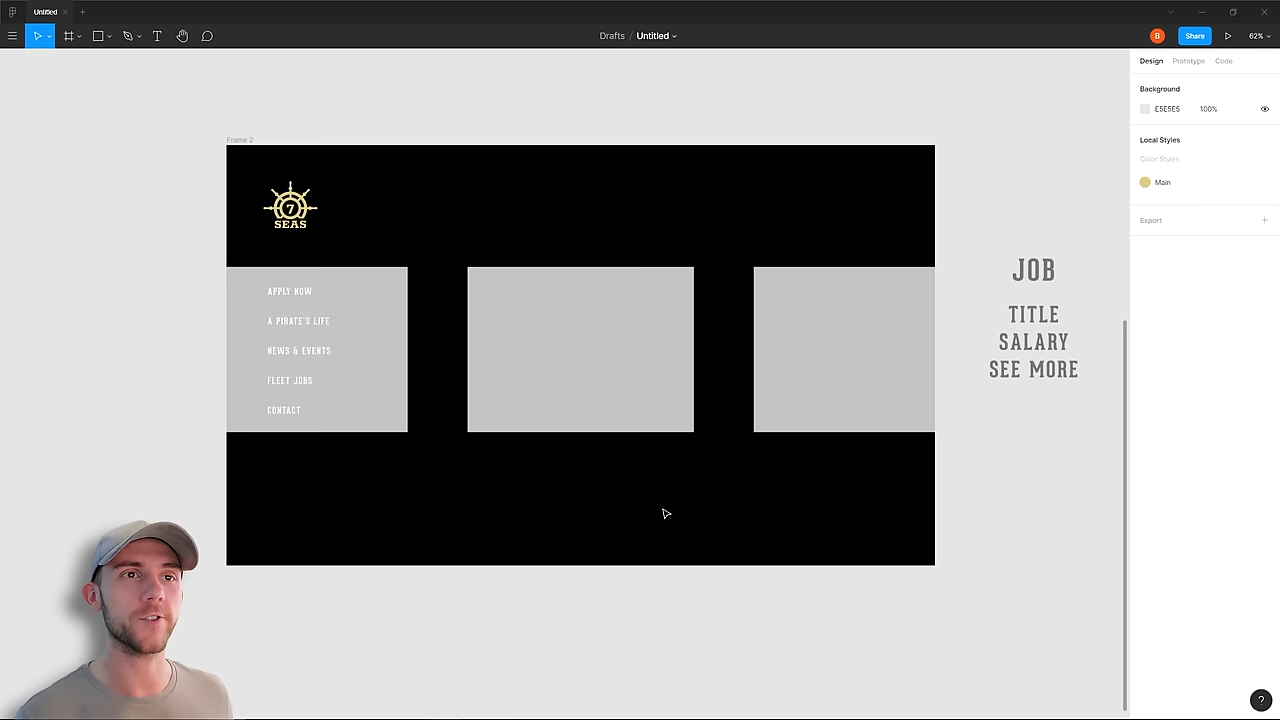 Untitled
Drafts / Untitled
B
Share
62%
Design Prototype Code
Background
E5E5E5 100%
Local Styles
Color Styles
Main
Export
Frame 2
7
SEAS
APPLY NOW
A PIRATE'S LIFE
NEWS & EVENTS
FLEET JOBS
CONTACT
JOB
TITLE
SALARY
SEE MORE
?